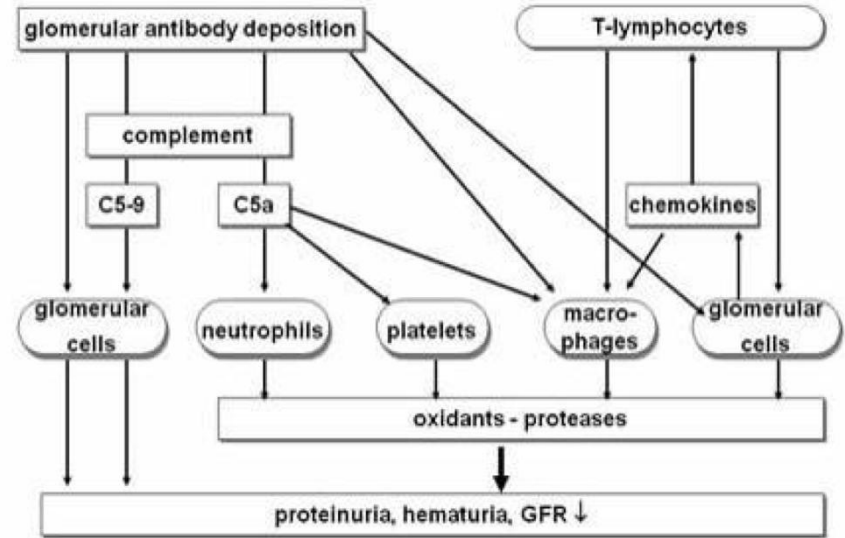 glomerular antibody deposition
T-lymphocytes
complement
C5-9
C5a
chemokines
glomerular
cells
neutrophils
platelets
macro-
phages
glomerular
cells
oxidants - proteases
proteinuria, hematuria, GFR ↓